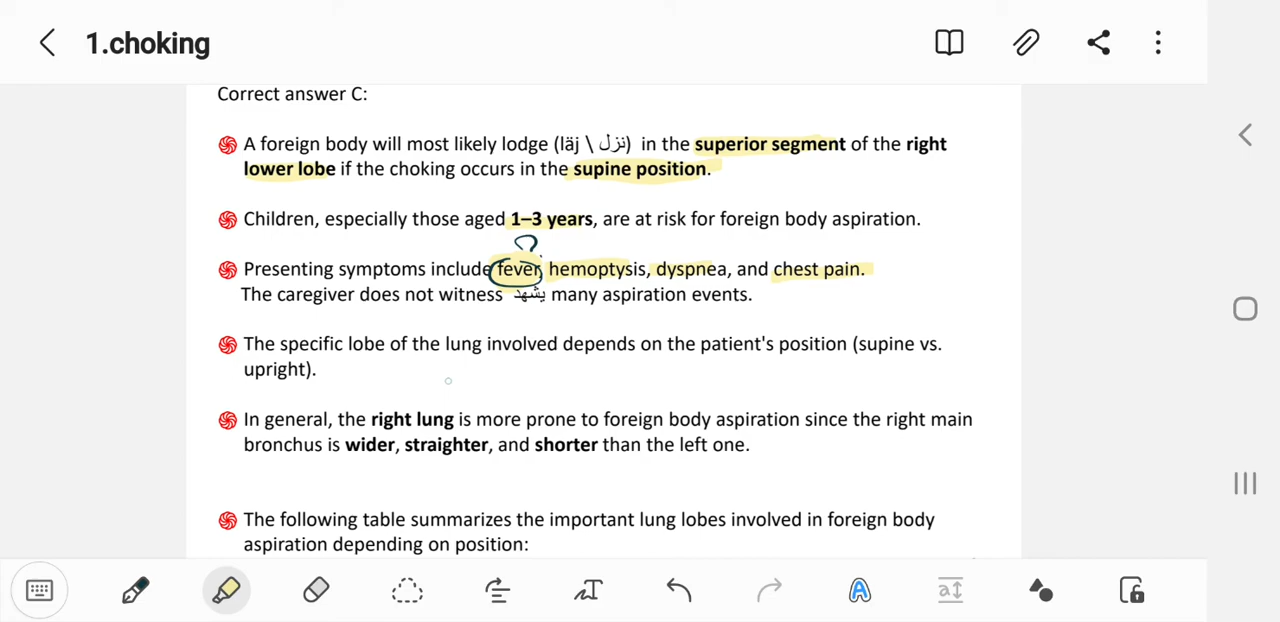 1.choking
Correct answer C:
A foreign body will most likely lodge (läj \ نزل) in the superior segment of the right
lower lobe if the choking occurs in the supine position.
Children, especially those aged 1–3 years, are at risk for foreign body aspiration.
?
Presenting symptoms include fever, hemoptysis, dyspnea, and chest pain.
The caregiver does not witness يشهد many aspiration events.
The specific lobe of the lung involved depends on the patient's position (supine vs.
upright).
In general, the right lung is more prone to foreign body aspiration since the right main
bronchus is wider, straighter, and shorter than the left one.
The following table summarizes the important lung lobes involved in foreign body
aspiration depending on position: